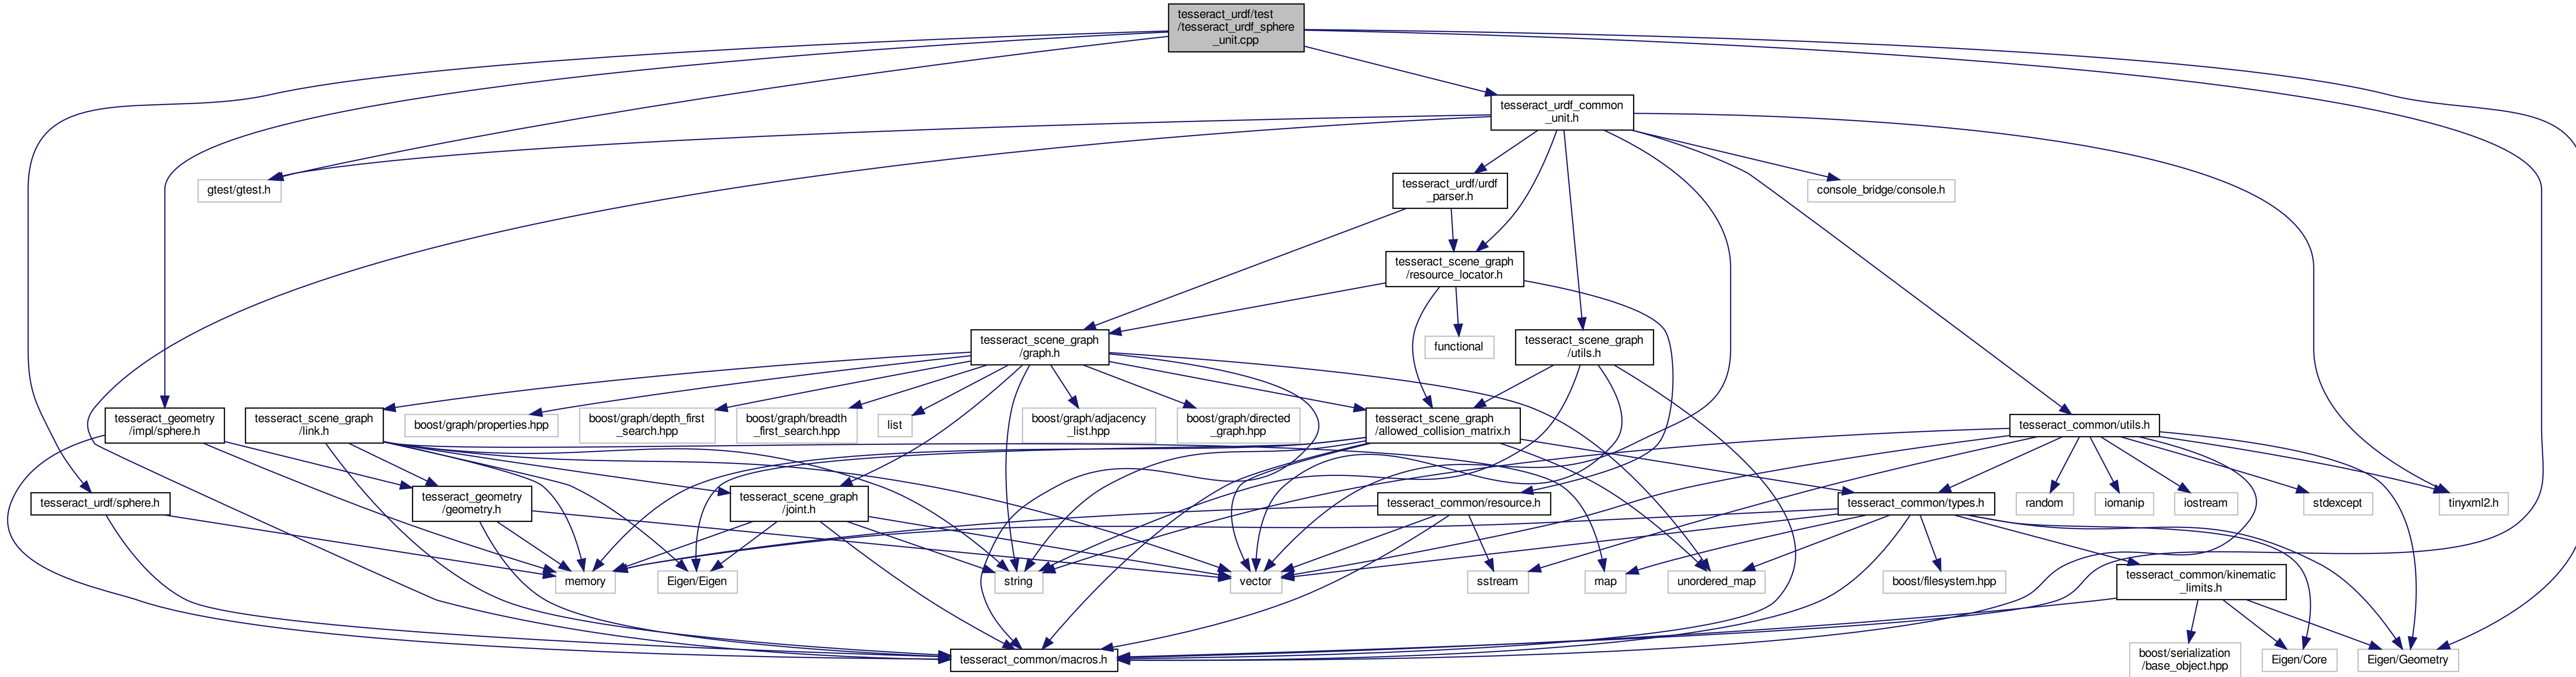 tesseract_urdf/test
/tesseract_urdf_sphere
_unit.cpp
tesseract_urdf_common
_unit.h
gtest/gtest.h
tesseract_urdf/urdf
_parser.h
console_bridge/console.h
tesseract_scene_graph
/resource_locator.h
tesseract_scene_graph
/graph.h
functional
tesseract_scene_graph
/utils.h
tesseract_geometry
/impl/sphere.h
tesseract_scene_graph
/link.h
boost/graph/properties.hpp
boost/graph/depth_first
_search.hpp
boost/graph/breadth
_first_search.hpp
list
boost/graph/adjacency
_list.hpp
boost/graph/directed
_graph.hpp
tesseract_scene_graph
/allowed_collision_matrix.h
tesseract_common/utils.h
tesseract_urdf/sphere.h
tesseract_geometry
/geometry.h
tesseract_scene_graph
/joint.h
tesseract_common/resource.h
tesseract_common/types.h
random
iomanip
iostream
stdexcept
tinyxml2.h
memory
Eigen/Eigen
string
vector
sstream
map
unordered_map
boost/filesystem.hpp
tesseract_common/kinematic
_limits.h
tesseract_common/macros.h
boost/serialization
/base_object.hpp
Eigen/Core
Eigen/Geometry